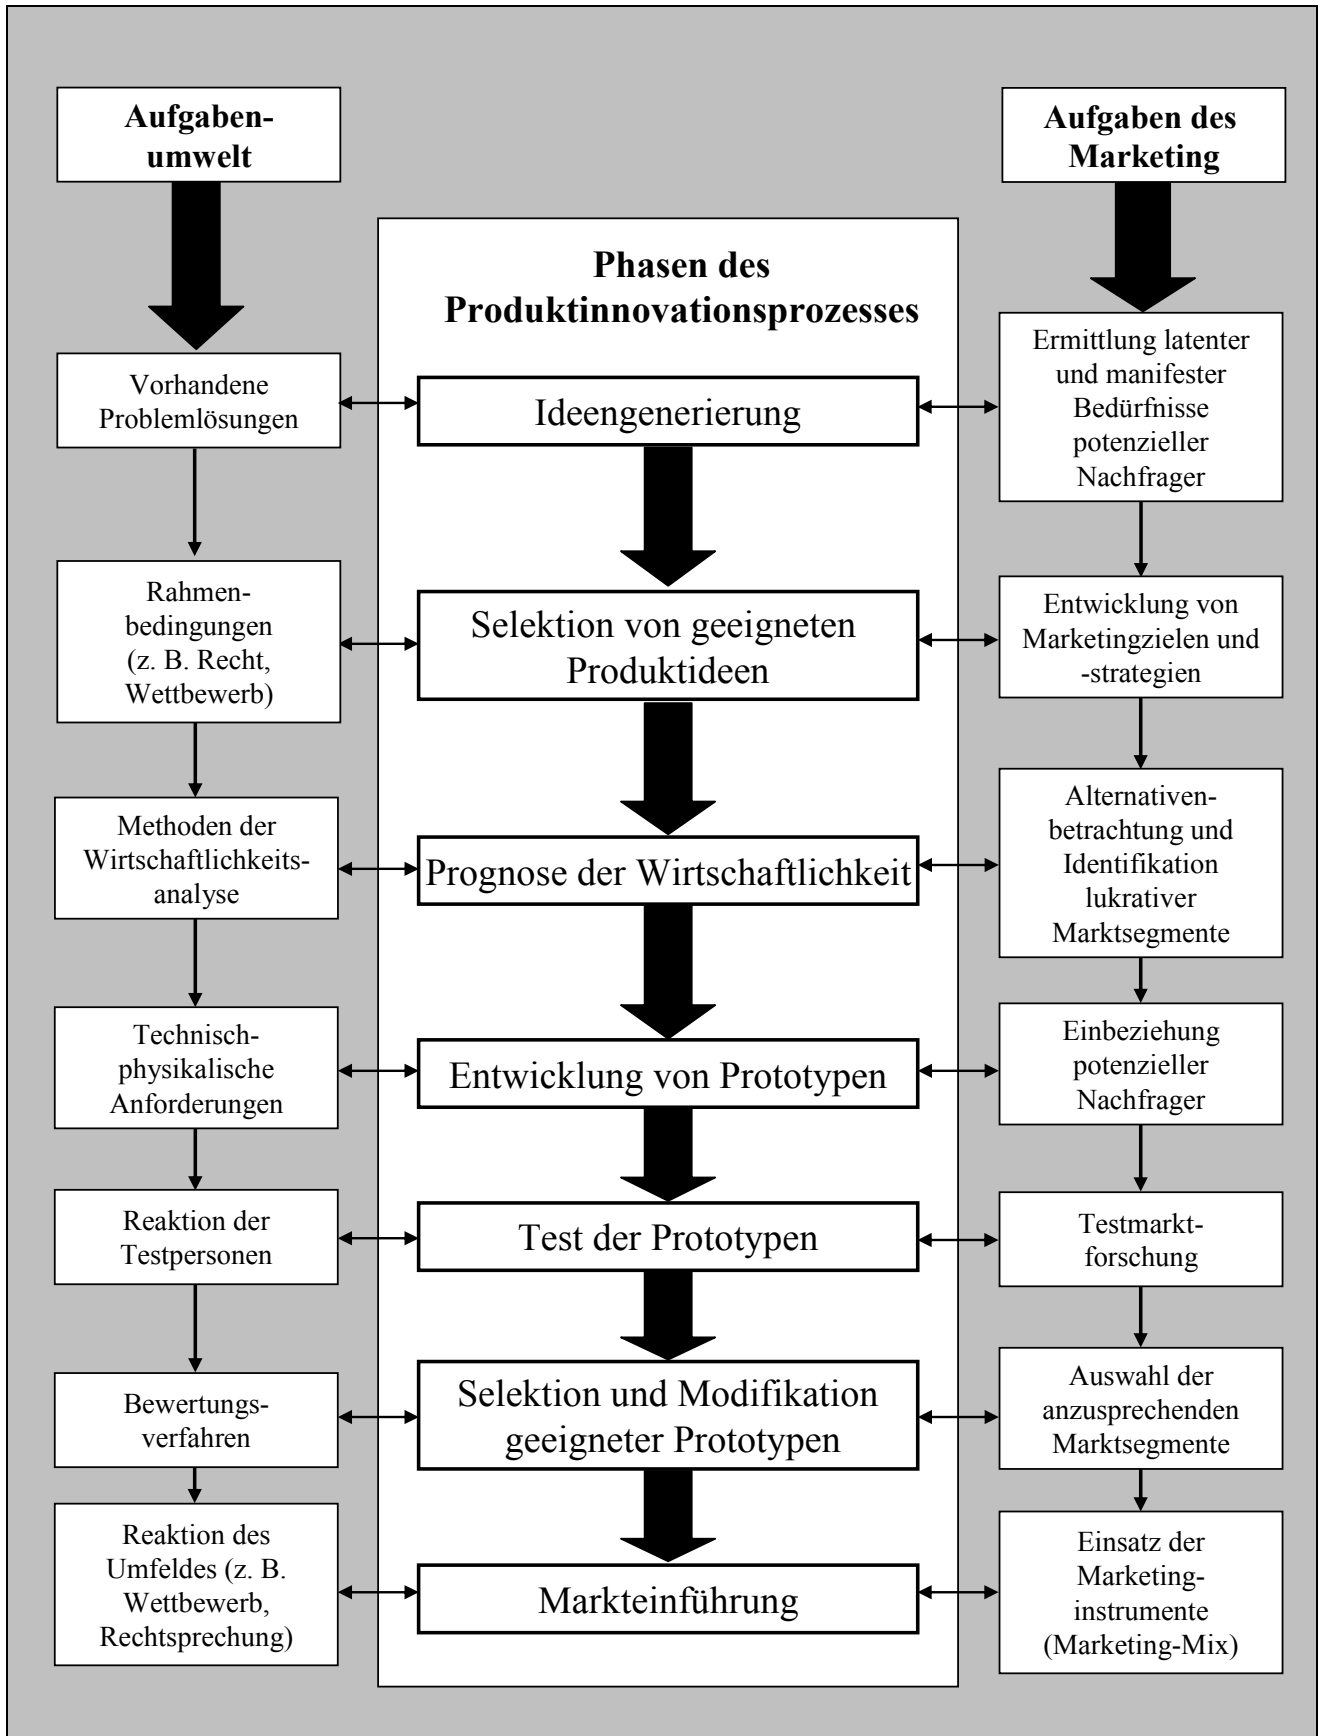 Aufgaben-
umwelt
Aufgaben des
Marketing
Phasen des
Produktinnovationsprozesses
Vorhandene
Problemlösungen
Ideengenerierung
Ermittlung latenter
und manifester
Bedürfnisse
potenzieller
Nachfrager
Rahmen-
bedingungen
(z. B. Recht,
Wettbewerb)
Selektion von geeigneten
Produktideen
Entwicklung von
Marketingzielen und
-strategien
Methoden der
Wirtschaftlichkeits-
analyse
Prognose der Wirtschaftlichkeit
Alternativen-
betrachtung und
Identifikation
lukrativer
Marktsegmente
Technisch-
physikalische
Anforderungen
Entwicklung von Prototypen
Einbeziehung
potenzieller
Nachfrager
Reaktion der
Testpersonen
Test der Prototypen
Testmarkt-
forschung
Bewertungs-
verfahren
Selektion und Modifikation
geeigneter Prototypen
Auswahl der
anzusprechenden
Marktsegmente
Reaktion des
Umfeldes (z. B.
Wettbewerb,
Rechtsprechung)
Markteinführung
Einsatz der
Marketing-
instrumente
(Marketing-Mix)